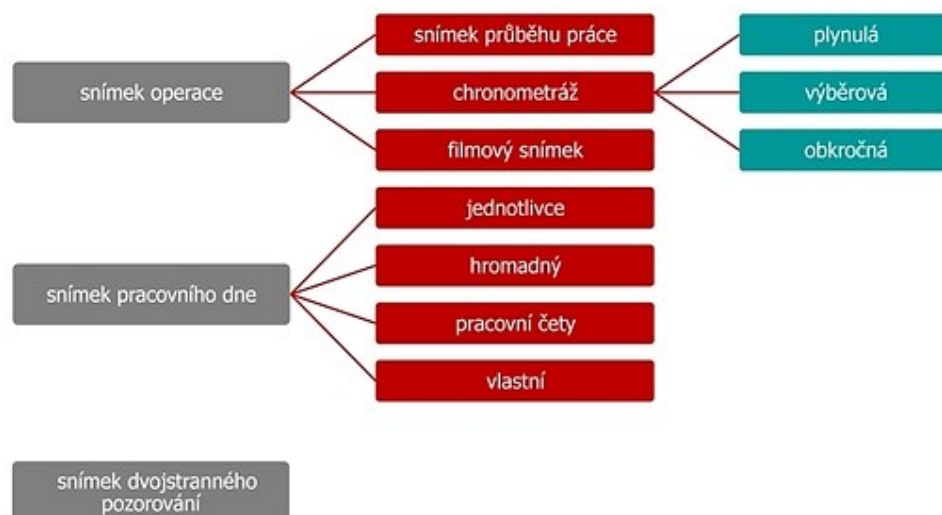 snímek operace
snímek průběhu práce
chronometráž
filmový snímek
plynulá
výběrová
obkročná
snímek pracovního dne
jednotlivce
hromadný
pracovní čety
vlastní
snímek dvojstranného
pozorování